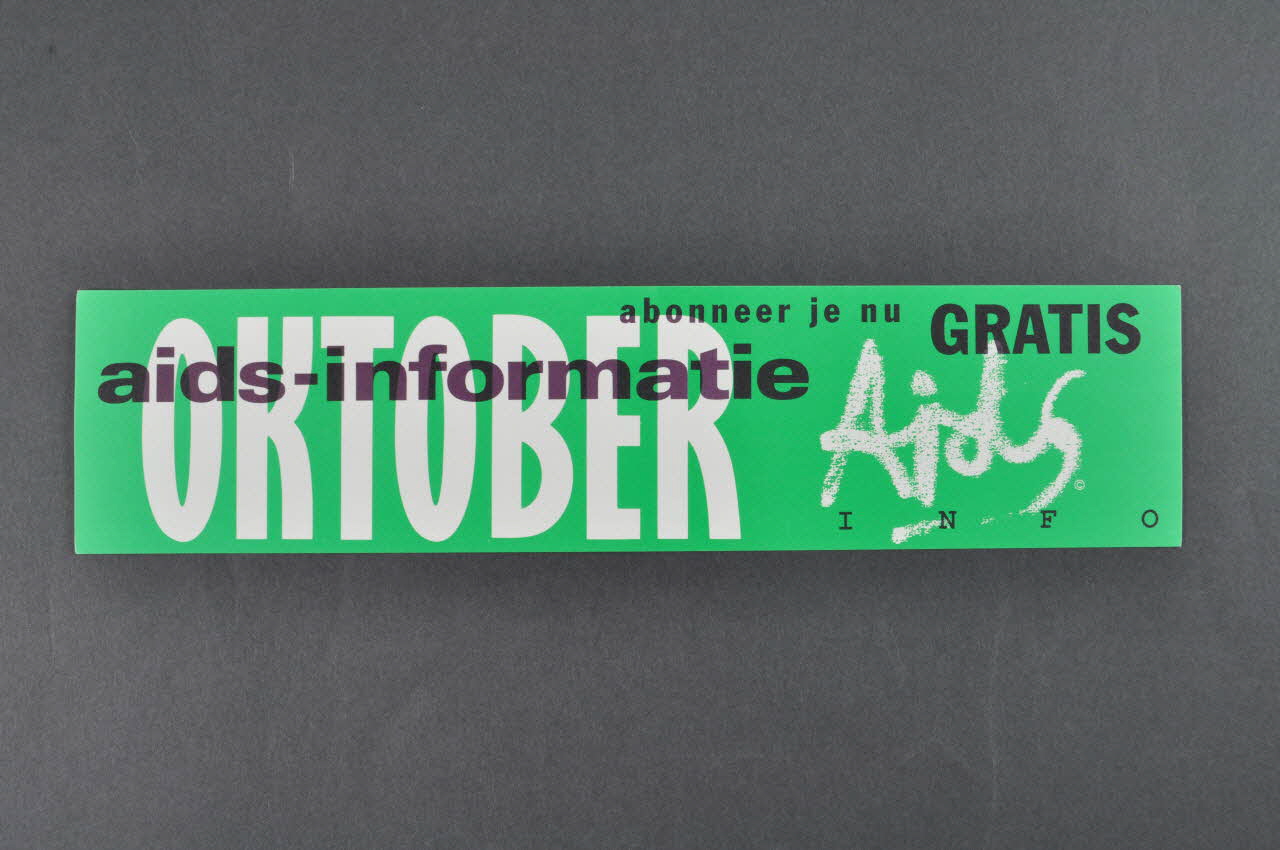 OKTOBER
aids-informatie
abonneer je nu GRATIS
Aids ©
INFO